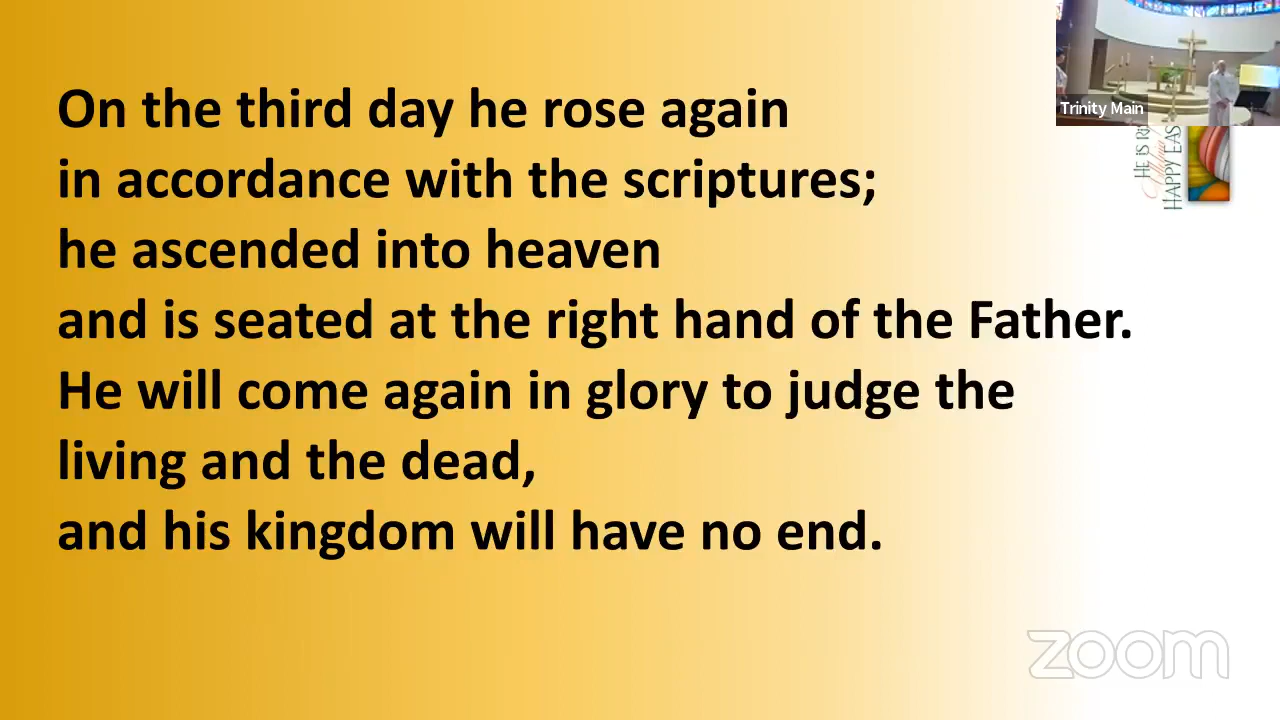 On the third day he rose again
in accordance with the scriptures;
he ascended into heaven
and is seated at the right hand of the Father.
He will come again in glory to judge the
living and the dead,
and his kingdom will have no end.
Trinity Main
HE IS
HAPPY
zoom